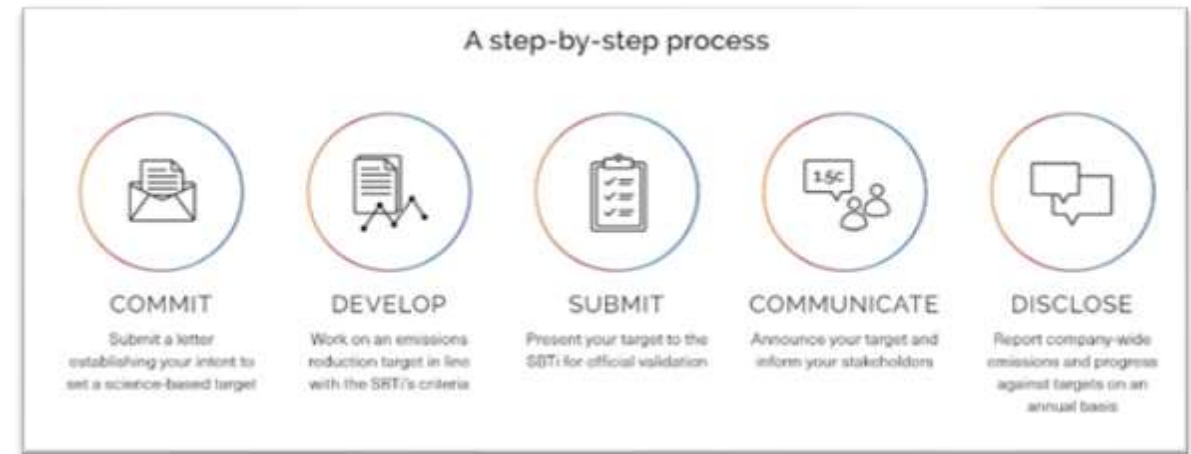 A step-by-step process
1.5c
COMMIT
Submit a letter
establishing your intent to
set a science-based target
DEVELOP
Work on an emissions
reduction target in line
with the SBTi's criteria
SUBMIT
Present your target to the
SBTi for official validation
COMMUNICATE
Announce your target and
inform your stakeholders
DISCLOSE
Report company-wide
emissions and progress
against targets on an
annual basis